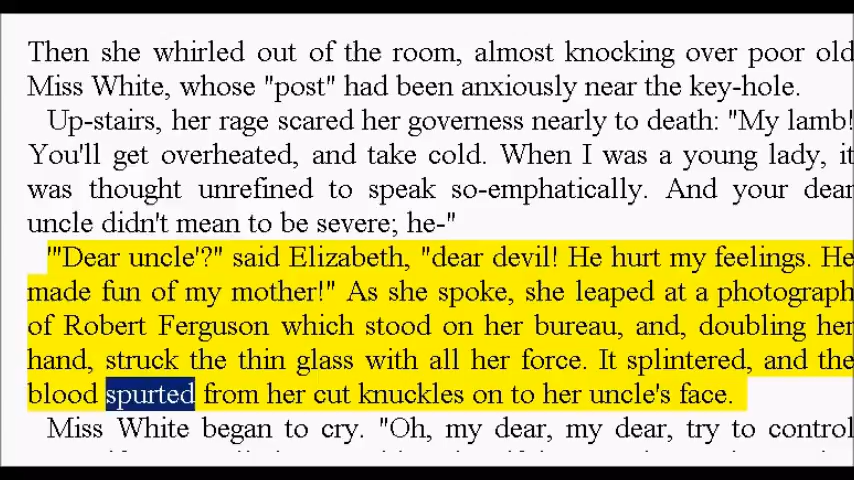 Then she whirled out of the room, almost knocking over poor old
Miss White, whose "post" had been anxiously near the key-hole.
Up-stairs, her rage scared her governess nearly to death: "My lamb!
You'll get overheated, and take cold. When I was a young lady, it
was thought unrefined to speak so-emphatically. And your dear
uncle didn't mean to be severe; he-"
"'Dear uncle'?" said Elizabeth, "dear devil! He hurt my feelings. He
made fun of my mother!" As she spoke, she leaped at a photograph
of Robert Ferguson which stood on her bureau, and, doubling her
hand, struck the thin glass with all her force. It splintered, and the
blood spurted from her cut knuckles on to her uncle's face.
Miss White began to cry. "Oh, my dear, my dear, try to control